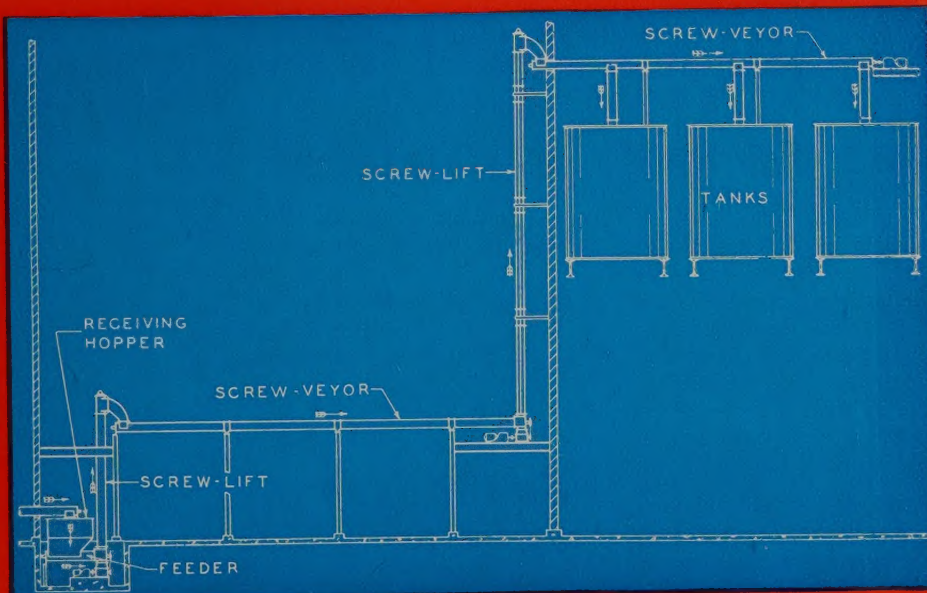 SCREW-VEYOR
SCREW-LIFT
TANKS
RECEIVING
HOPPER
SCREW-VEYOR
SCREW-LIFT
FEEDER